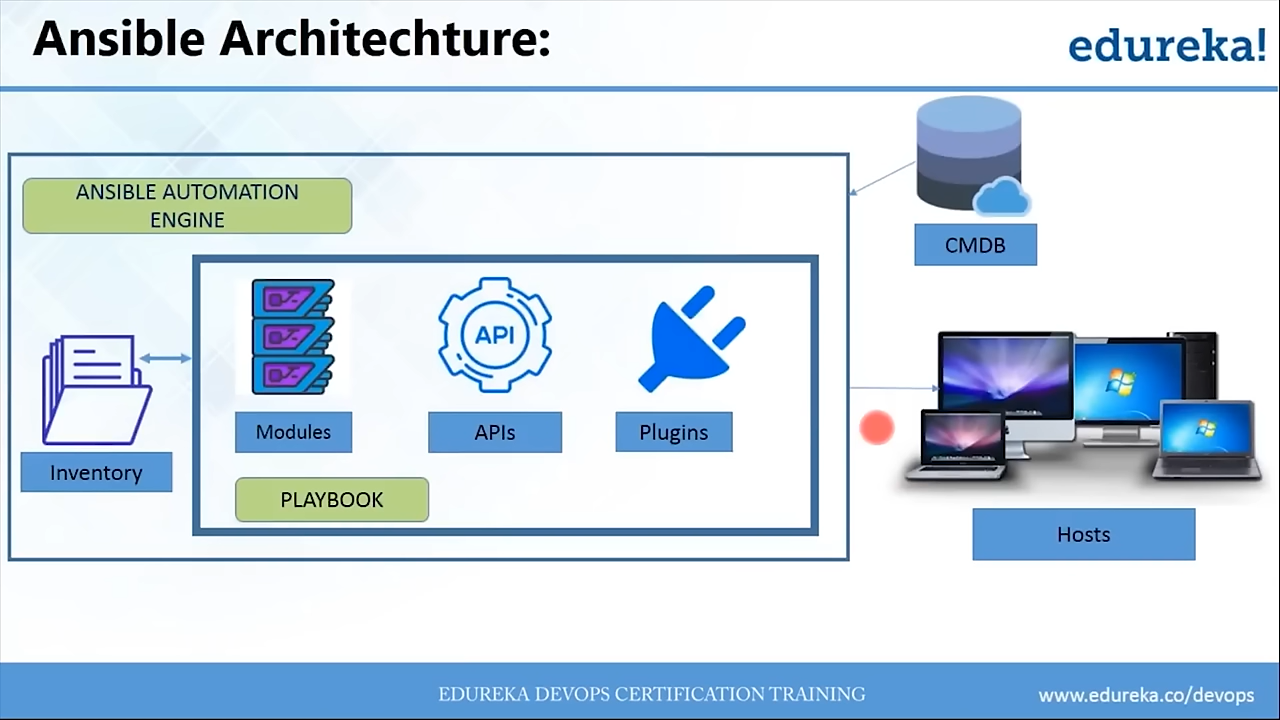 Ansible Architechture:
edureka!
ANSIBLE AUTOMATION
ENGINE
CMDB
API
Modules
APIs
Plugins
Inventory
PLAYBOOK
Hosts
EDUREKA DEVOPS CERTIFICATION TRAINING
www.edureka.co/devops